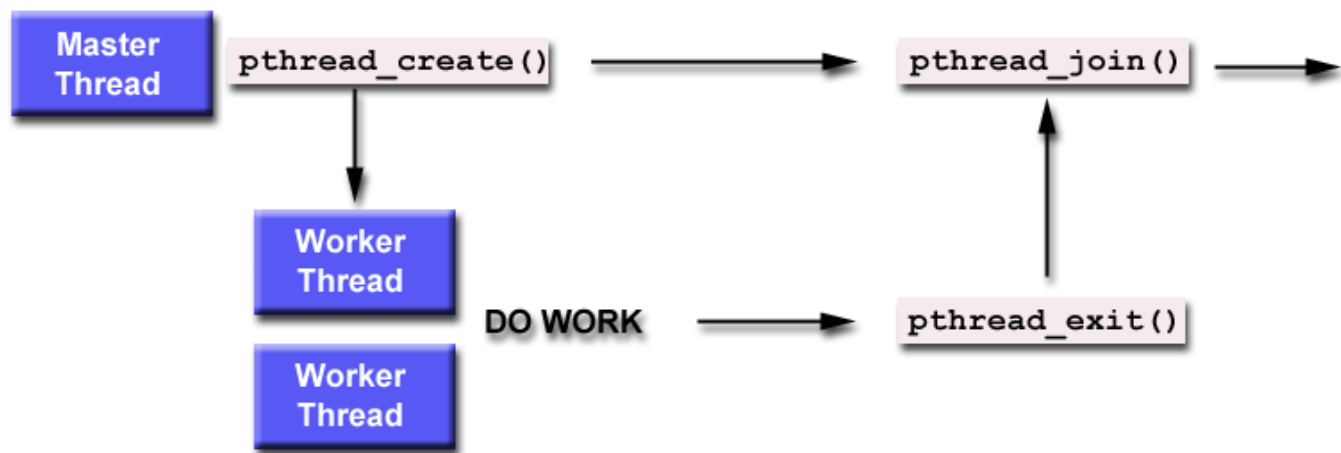 Master
Thread
pthread_create()
pthread_join()
Worker
Thread
DO WORK
pthread_exit()
Worker
Thread